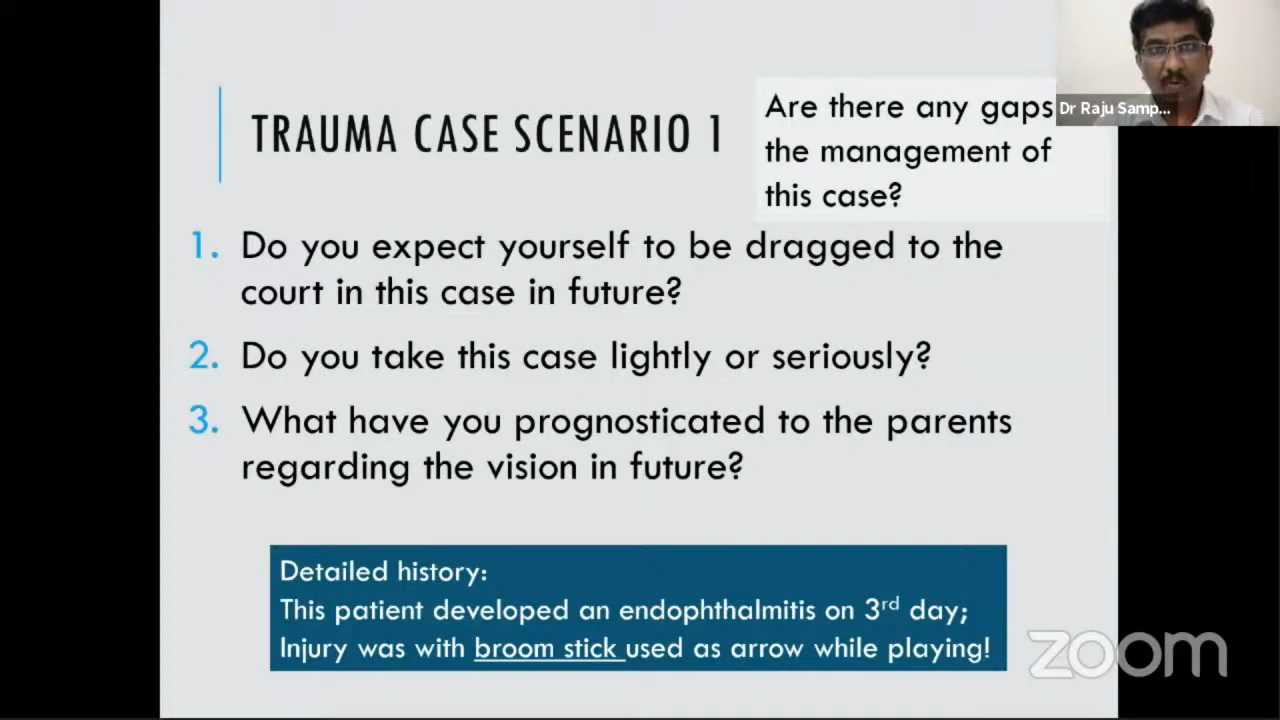 TRAUMA CASE SCENARIO 1
Are there any gaps
the management of
this case?
Dr Raju Samp...
1. Do you expect yourself to be dragged to the
court in this case in future?
2. Do you take this case lightly or seriously?
3. What have you prognosticated to the parents
regarding the vision in future?
Detailed history:
This patient developed an endophthalmitis on 3rd day;
Injury was with broom stick used as arrow while playing!
zoom